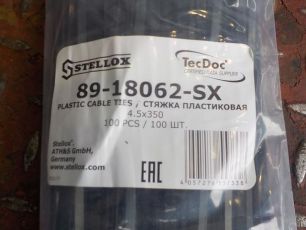 STELLOX
TecDoc
CERTIFIED DATA SUPPLIER
89-18062-SX
PLASTIC CABLE TIES / СТЯЖКА ПЛАСТИКОВАЯ
4.5x350
100 PCS / 100 ШТ.
Stellox®
ATH&S GmbH,
Germany
www.stellox.com
EAC